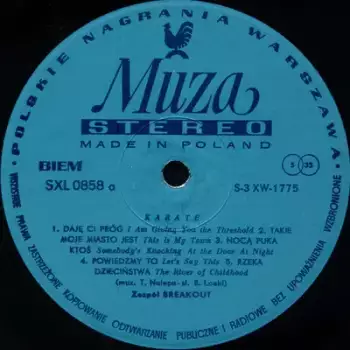 • POLSKIE NAGRANIA WARSZAWA •
Muza
STEREO
MADE IN POLAND
BIEM
3 33
SXL 0858 a
S-3 XW-1775
KARATE
1. DAJĘ CI PRÓG I Am Giving You the Threshold 2. TAKIE
MOJE MIASTO JEST This is My Town 3. NOCĄ PUKA
KTOŚ Somebody's Knocking At the Door At Night
4. POWIEDZMY TO Let's Say This 5. RZEKA
DZIECIŃSTWA The River of Childhood
(muz. T. Nalepa-sł. B. Loebl)
Zespół BREAKOUT
WSZELKIE PRAWA ZASTRZEŻONE KOPIOWANIE ODTWARZANIE PUBLICZNE I RADIOWE BEZ UPOWAŻNIENIA WZBRONIONE